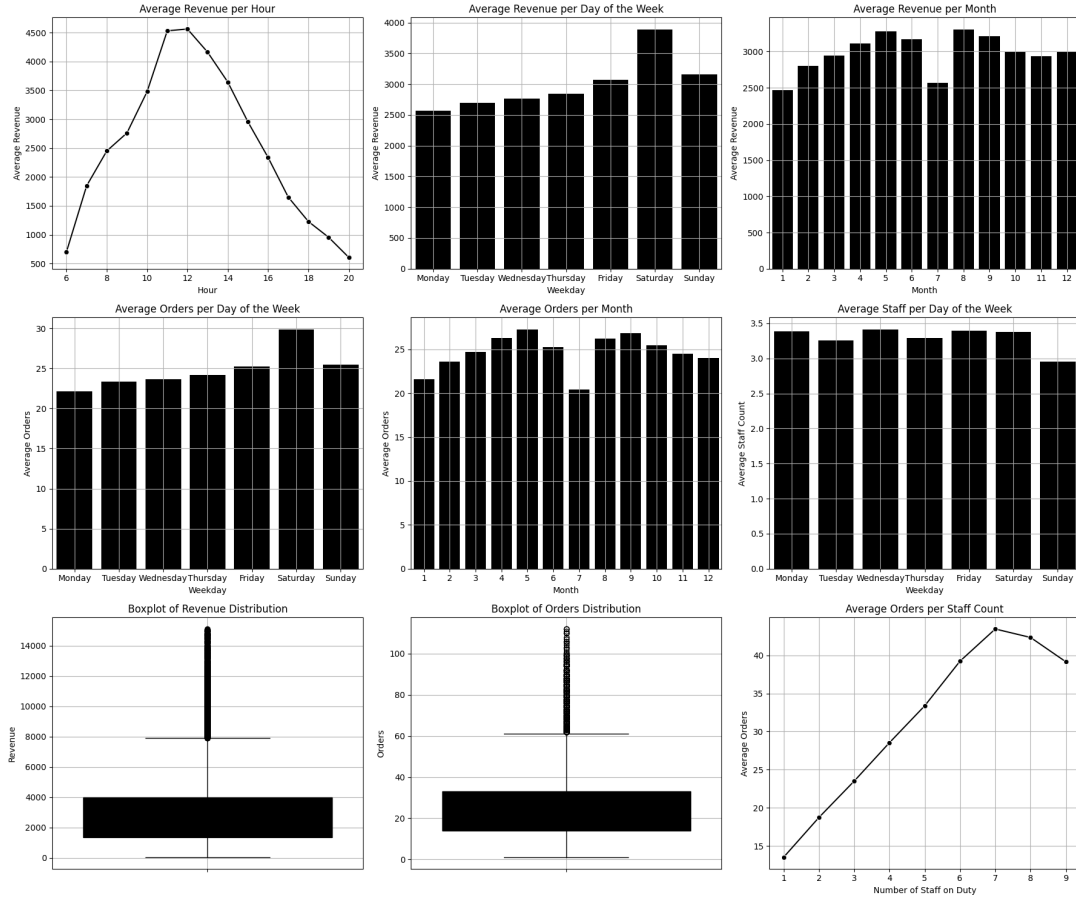 Average Revenue per Hour
Average Revenue
4500
4000
3500
3000
2500
2000
1500
1000
500
6 8 10 12 14 16 18 20
Hour
Average Revenue per Day of the Week
Average Revenue
4000
3500
3000
2500
2000
1500
1000
500
0
Monday Tuesday Wednesday Thursday Friday Saturday Sunday
Weekday
Average Revenue per Month
Average Revenue
3000
2500
2000
1500
1000
500
0
1 2 3 4 5 6 7 8 9 10 11 12
Month
Average Orders per Day of the Week
Average Orders
30
25
20
15
10
5
0
Monday Tuesday Wednesday Thursday Friday Saturday Sunday
Weekday
Average Orders per Month
Average Orders
25
20
15
10
5
0
1 2 3 4 5 6 7 8 9 10 11 12
Month
Average Staff per Day of the Week
Average Staff Count
3.5
3.0
2.5
2.0
1.5
1.0
0.5
0.0
Monday Tuesday Wednesday Thursday Friday Saturday Sunday
Weekday
Boxplot of Revenue Distribution
Revenue
14000
12000
10000
8000
6000
4000
2000
0
Boxplot of Orders Distribution
Orders
100
80
60
40
20
0
Average Orders per Staff Count
Average Orders
40
35
30
25
20
15
1 2 3 4 5 6 7 8 9
Number of Staff on Duty